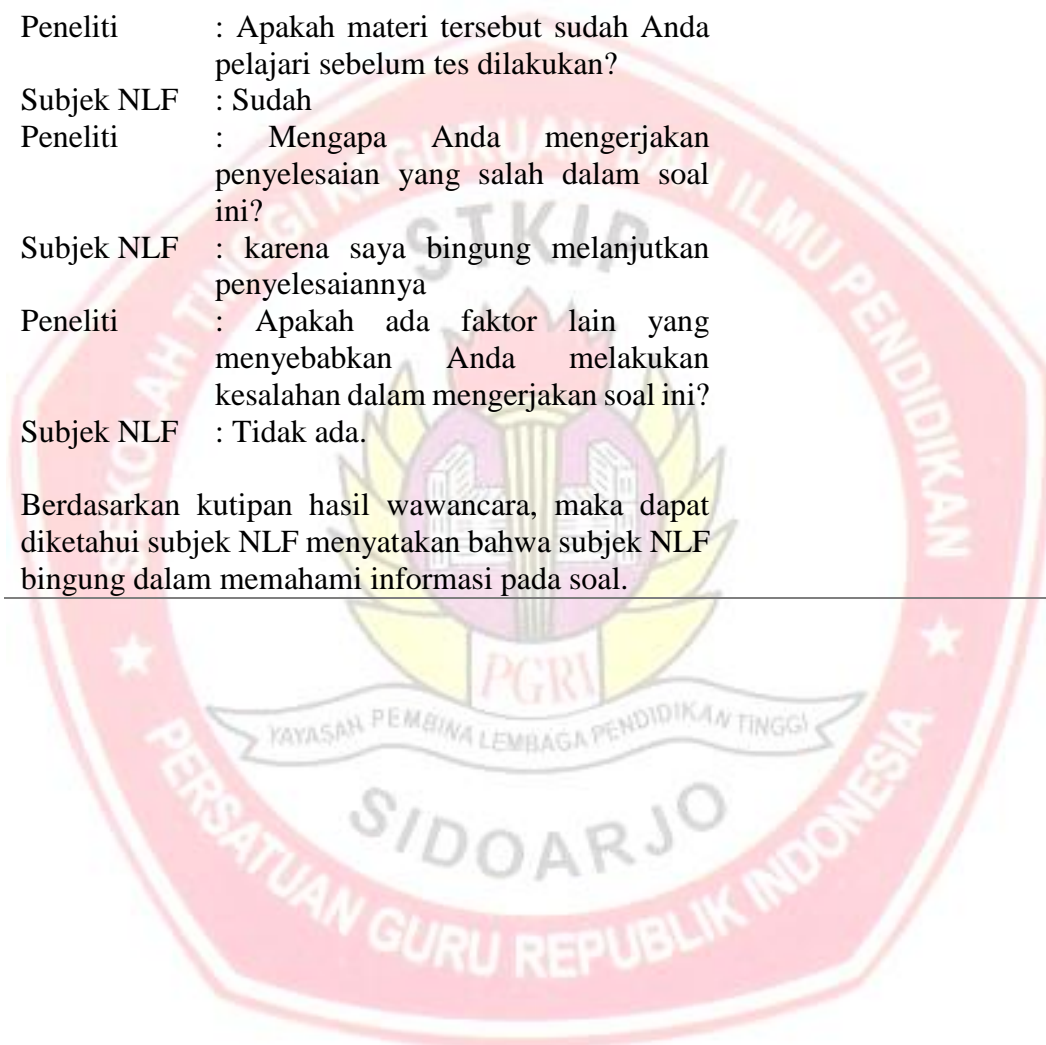 Peneliti : Apakah materi tersebut sudah Anda
pelajari sebelum tes dilakukan?
Subjek NLF : Sudah
Peneliti : Mengapa Anda mengerjakan
penyelesaian yang salah dalam soal
ini?
Subjek NLF : karena saya bingung melanjutkan
penyelesaiannya
Peneliti : Apakah ada faktor lain yang
menyebabkan Anda melakukan
kesalahan dalam mengerjakan soal ini?
Subjek NLF : Tidak ada.
Berdasarkan kutipan hasil wawancara, maka dapat
diketahui subjek NLF menyatakan bahwa subjek NLF
bingung dalam memahami informasi pada soal.
SEKOLAH TINGGI KEGURUAN DAN ILMU PENDIDIKAN
STKIP
PGRI
YAYASAN PEMBINA LEMBAGA PENDIDIKAN TINGGI
SIDOARJO
PERSATUAN GURU REPUBLIK INDONESIA